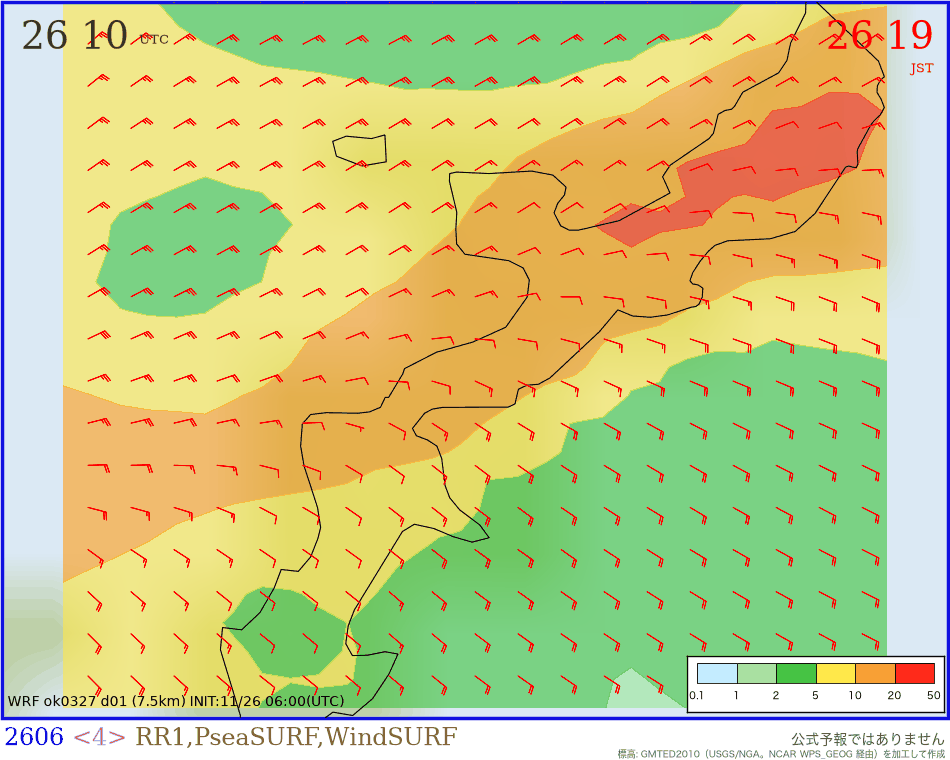 26 10 UTC
26 19
JST
0.1 1 2 5 10 20 50
WRF ok0327 d01 (7.5km) INIT:11/26 06:00(UTC)
2606 <4> RR1,PseaSURF,WindSURF
公式予報ではありません
標高: GMTED2010（USGS/NGA。NCAR WPS_GEOG 経由）を加工して作成